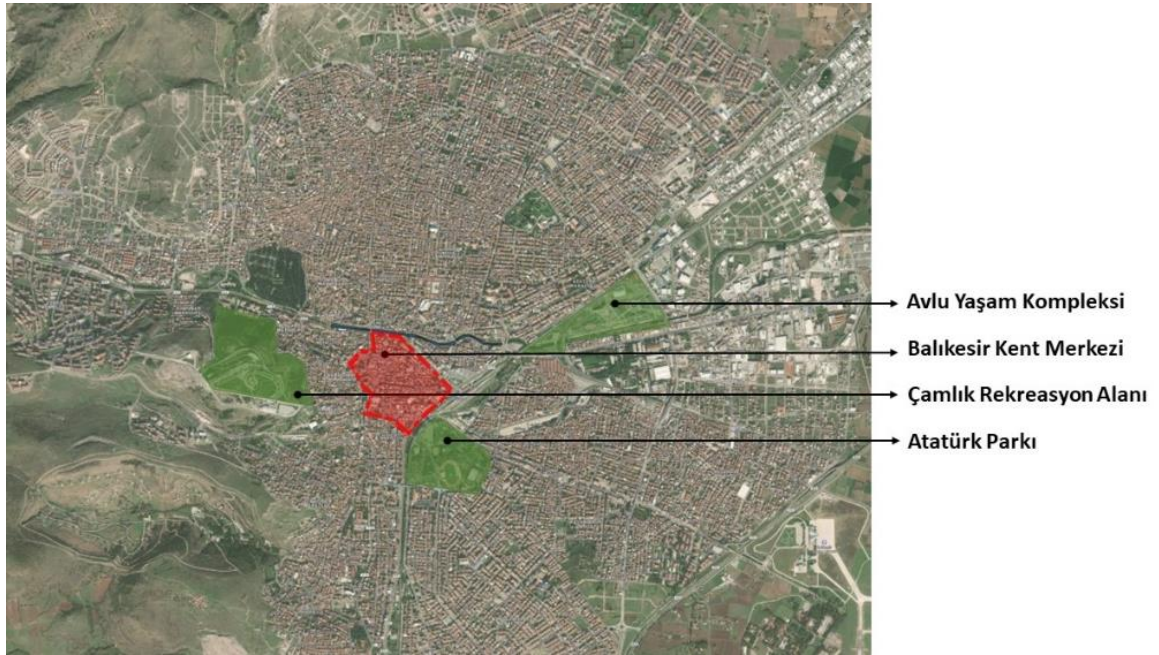 Avlu Yaşam Kompleksi
Balıkesir Kent Merkezi
Çamlık Rekreasyon Alanı
Atatürk Parkı